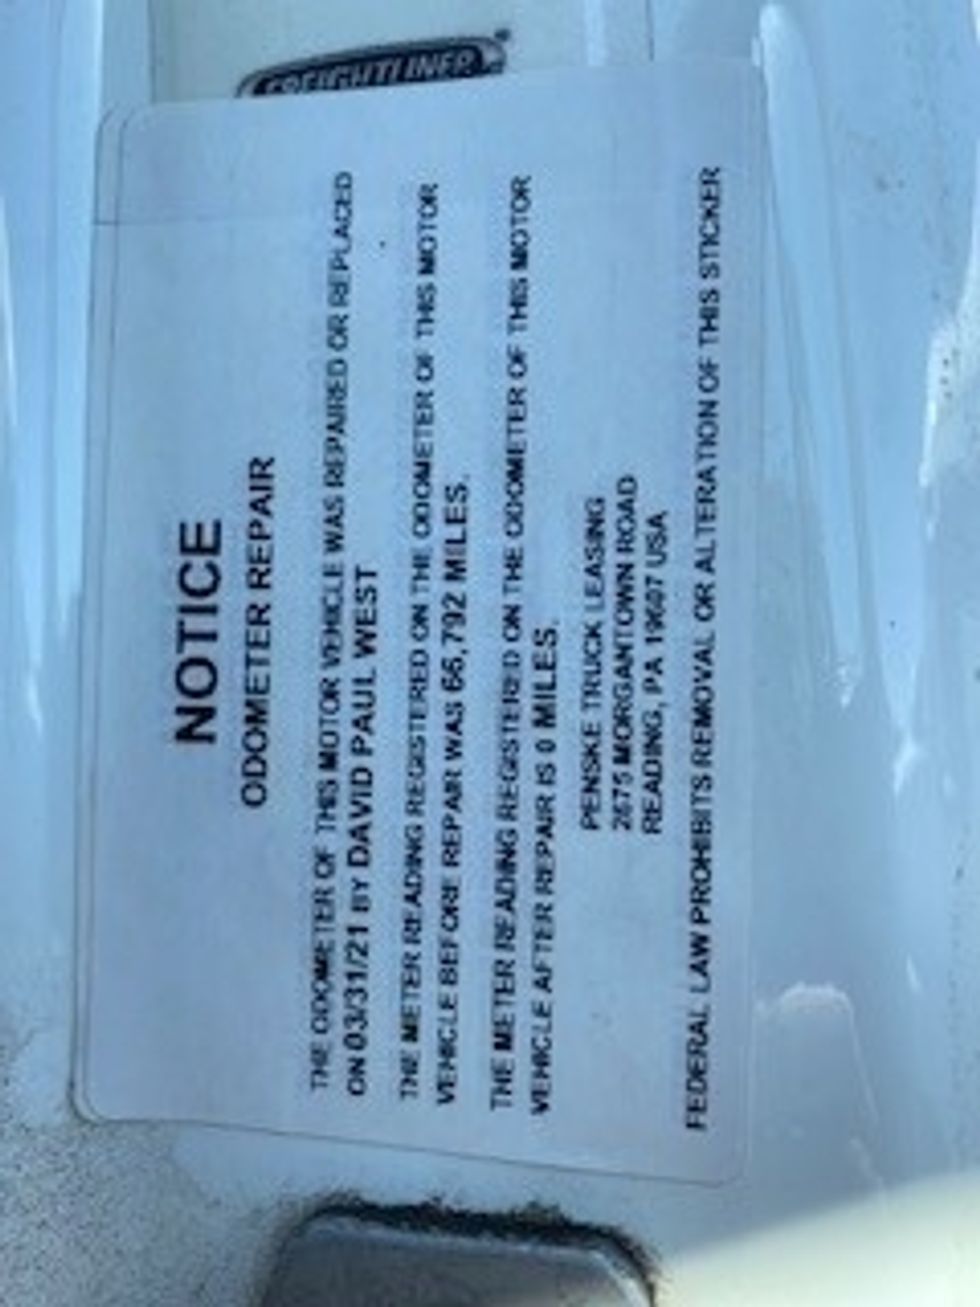 FREIGHTLINER
NOTICE
ODOMETER REPAIR
THE ODOMETER OF THIS MOTOR VEHICLE WAS REPAIRED OR REPLACED
ON 03/31/21 BY DAVID PAUL WEST
THE METER READING REGISTERED ON THE ODOMETER OF THIS MOTOR
VEHICLE BEFORE REPAIR WAS 66,792 MILES.
THE METER READING REGISTERED ON THE ODOMETER OF THIS MOTOR
VEHICLE AFTER REPAIR IS 0 MILES.
PENSKE TRUCK LEASING
2675 MORGANTOWN ROAD
READING, PA 19607 USA
FEDERAL LAW PROHIBITS REMOVAL OR ALTERATION OF THIS STICKER